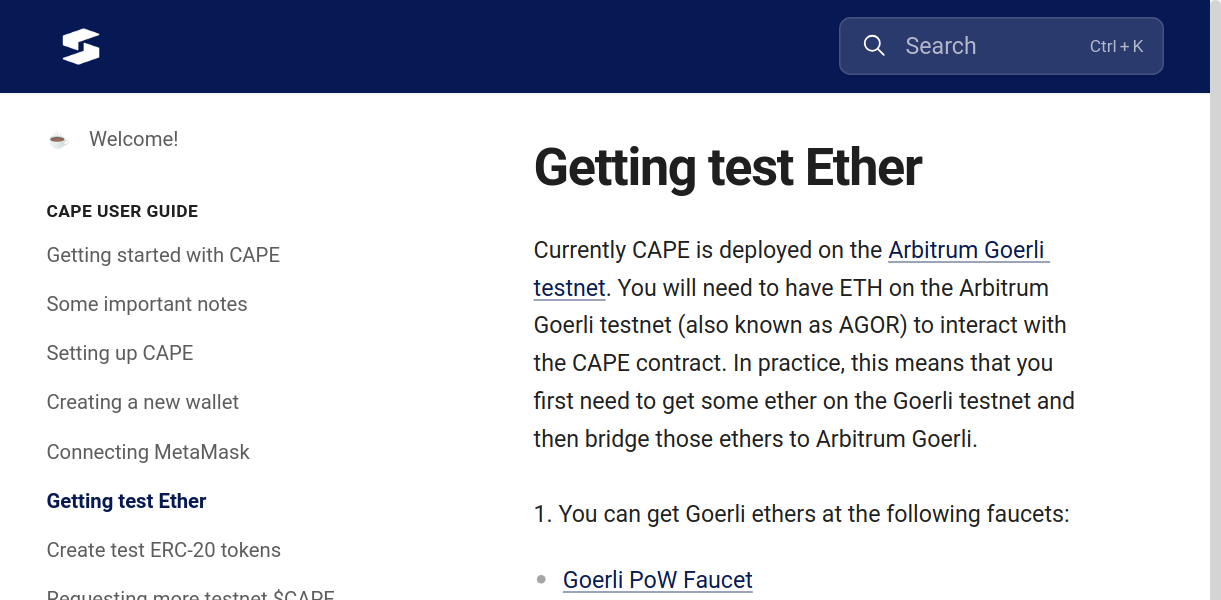 Search Ctrl + K
Welcome!
CAPE USER GUIDE
Getting started with CAPE
Some important notes
Setting up CAPE
Creating a new wallet
Connecting MetaMask
Getting test Ether
Create test ERC-20 tokens
Requesting more testnet $CAPE
Getting test Ether
Currently CAPE is deployed on the Arbitrum Goerli
testnet. You will need to have ETH on the Arbitrum
Goerli testnet (also known as AGOR) to interact with
the CAPE contract. In practice, this means that you
first need to get some ether on the Goerli testnet and
then bridge those ethers to Arbitrum Goerli.
1. You can get Goerli ethers at the following faucets:
Goerli PoW Faucet